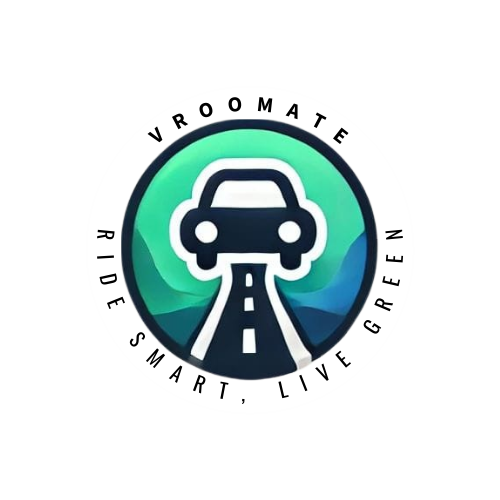 VROOMATE
RIDE SMART, LIVE GREEN